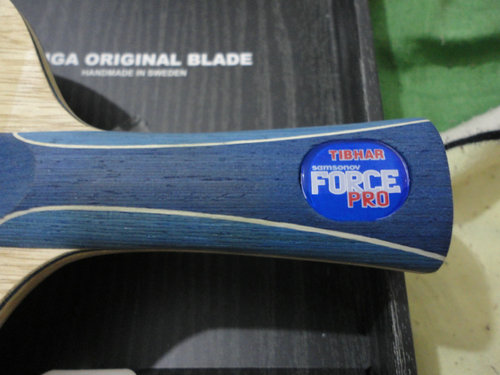 IGA ORIGINAL BLADE
HANDMADE IN SWEDEN
TIBHAR
samsonov
FORCE
PRO